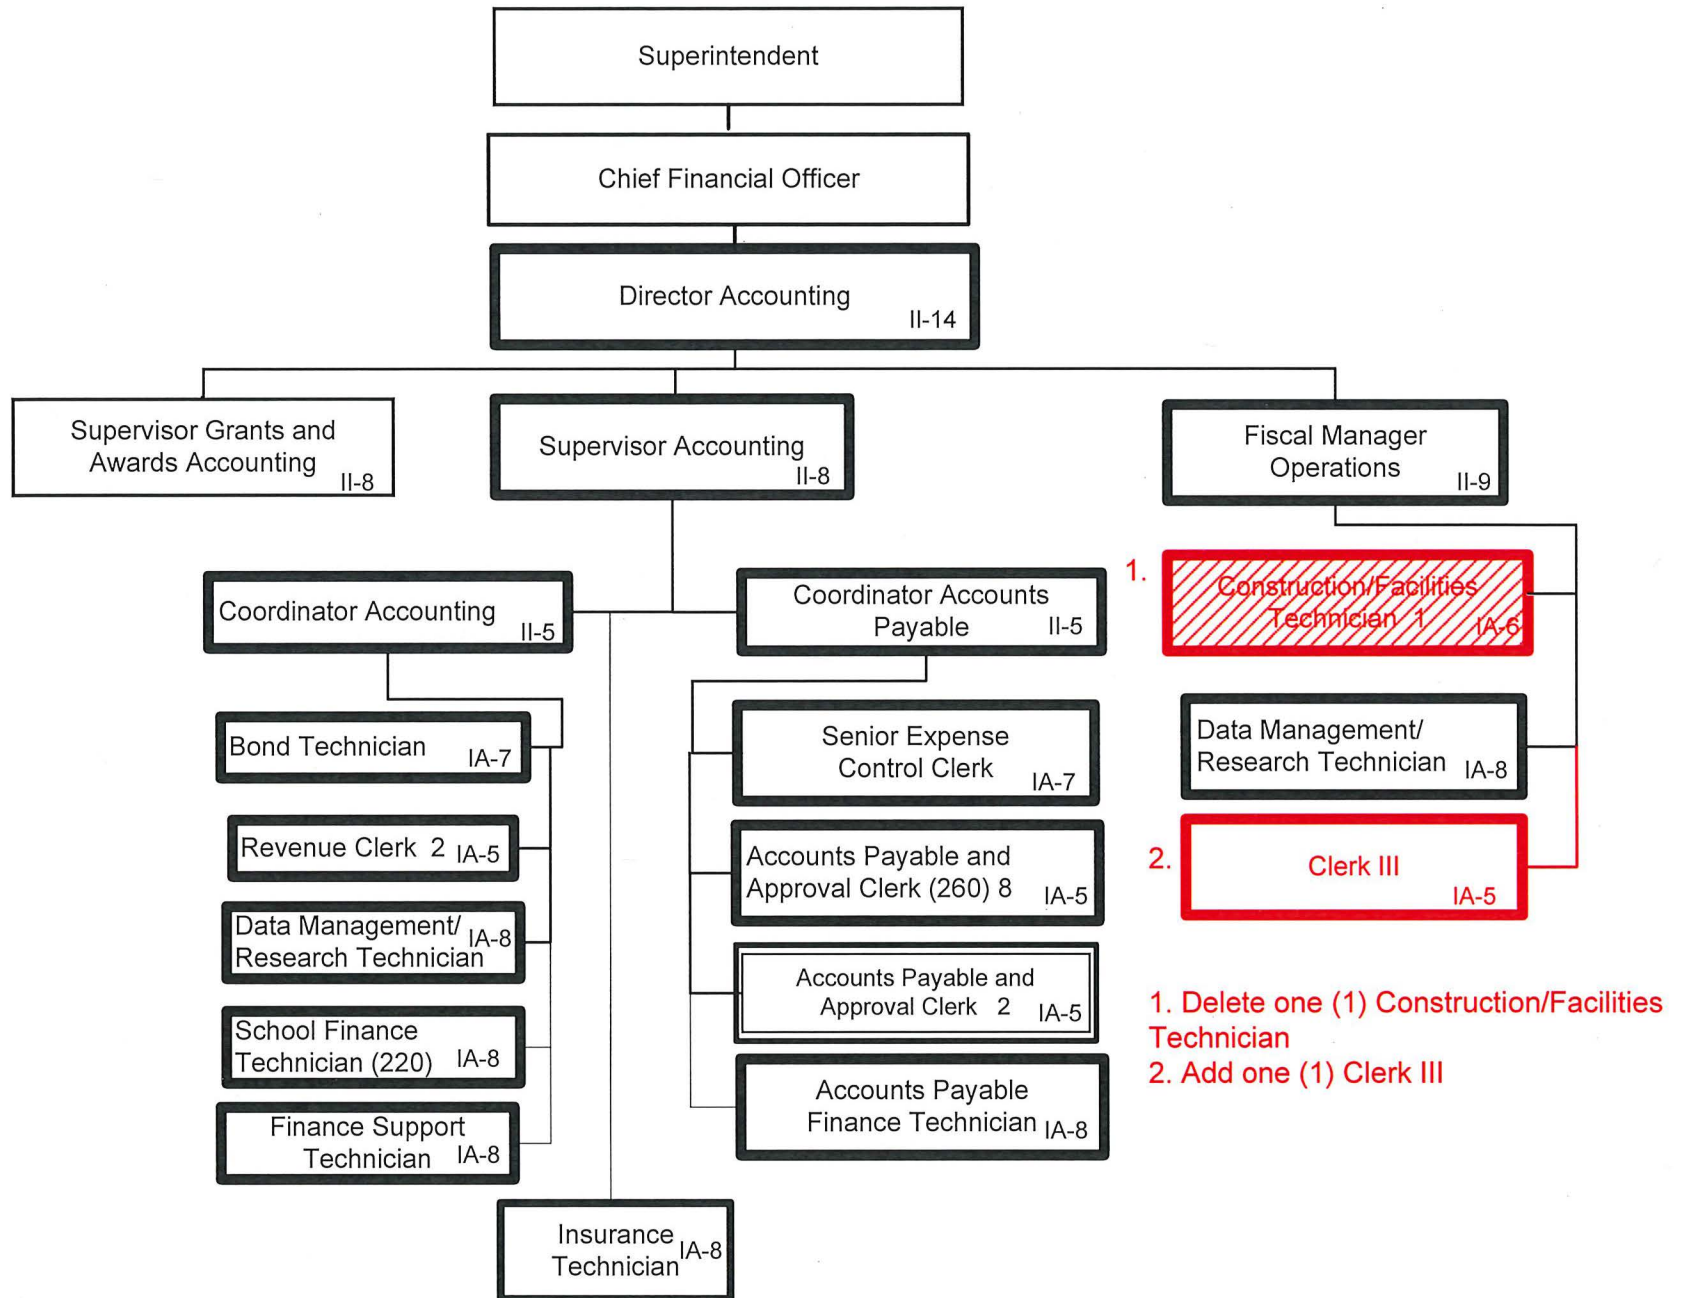 Superintendent
Chief Financial Officer
Director Accounting
II-14
Supervisor Grants and
Awards Accounting
II-8
Supervisor Accounting
II-8
Fiscal Manager
Operations
II-9
Coordinator Accounting
II-5
Coordinator Accounts
Payable II-5
1.
Construction/Facilities
Technician 1
IA-6
Bond Technician
IA-7
Senior Expense
Control Clerk
IA-7
Data Management/
Research Technician IA-8
Revenue Clerk 2 IA-5
Accounts Payable and
Approval Clerk (260) 8
IA-5
2.
Clerk III
IA-5
Data Management/
IA-8
Research Technician
Accounts Payable and
Approval Clerk 2
IA-5
School Finance
Technician (220) IA-8
Accounts Payable
Finance Technician IA-8
Finance Support
Technician IA-8
Insurance
Technician
IA-8
1. Delete one (1) Construction/Facilities
Technician
2. Add one (1) Clerk III